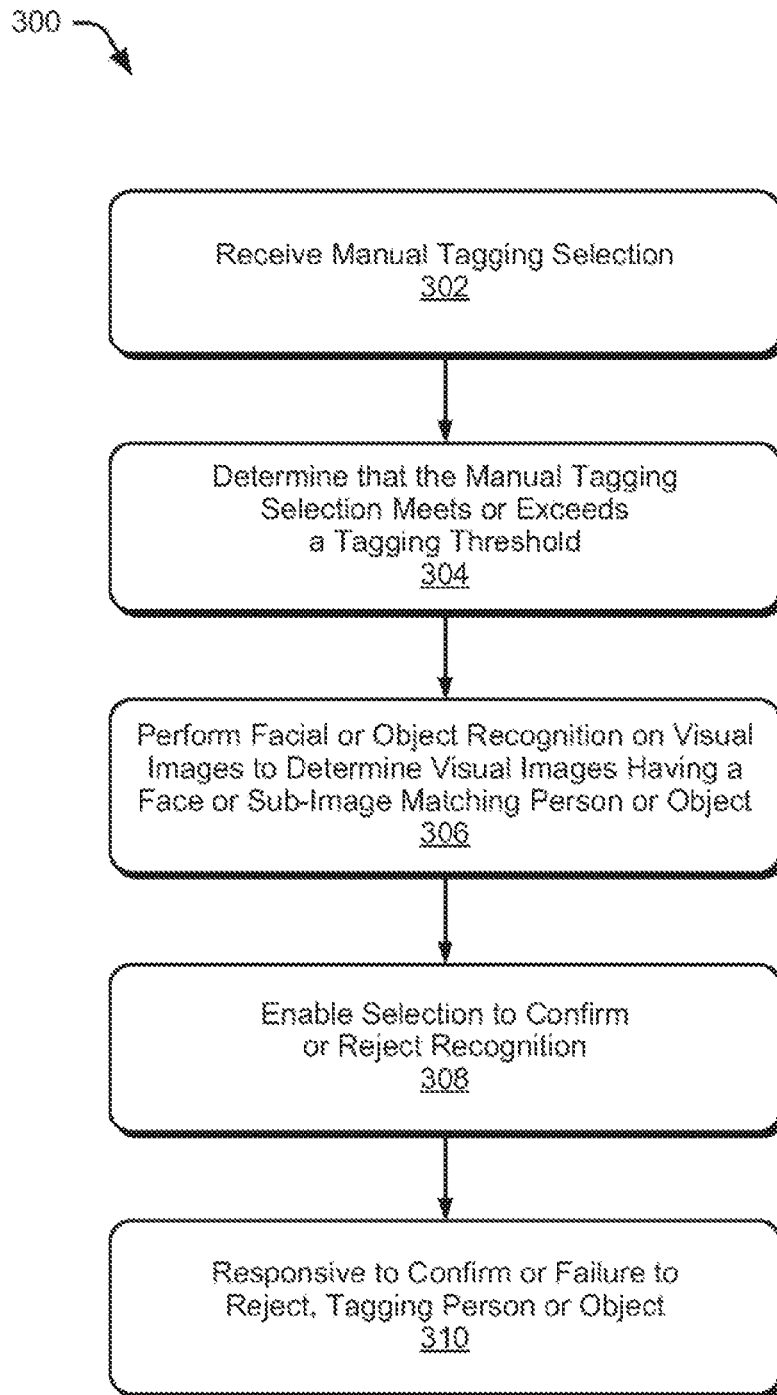 300
Receive Manual Tagging Selection
302
Determine that the Manual Tagging
Selection Meets or Exceeds
a Tagging Threshold
304
Perform Facial or Object Recognition on Visual
Images to Determine Visual Images Having a
Face or Sub-Image Matching Person or Object
306
Enable Selection to Confirm
or Reject Recognition
308
Responsive to Confirm or Failure to
Reject, Tagging Person or Object
310